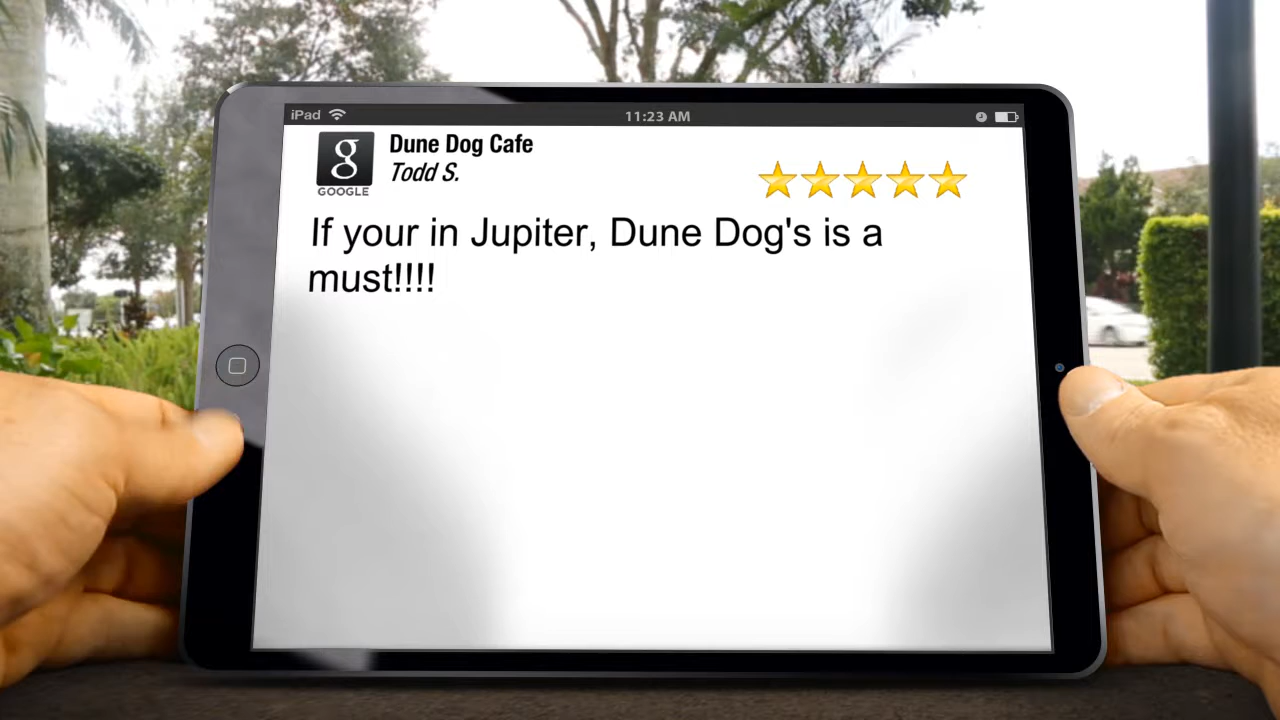 iPad 11:23 AM
g
GOOGLE
Dune Dog Cafe
Todd S.
If your in Jupiter, Dune Dog's is a
must!!!!